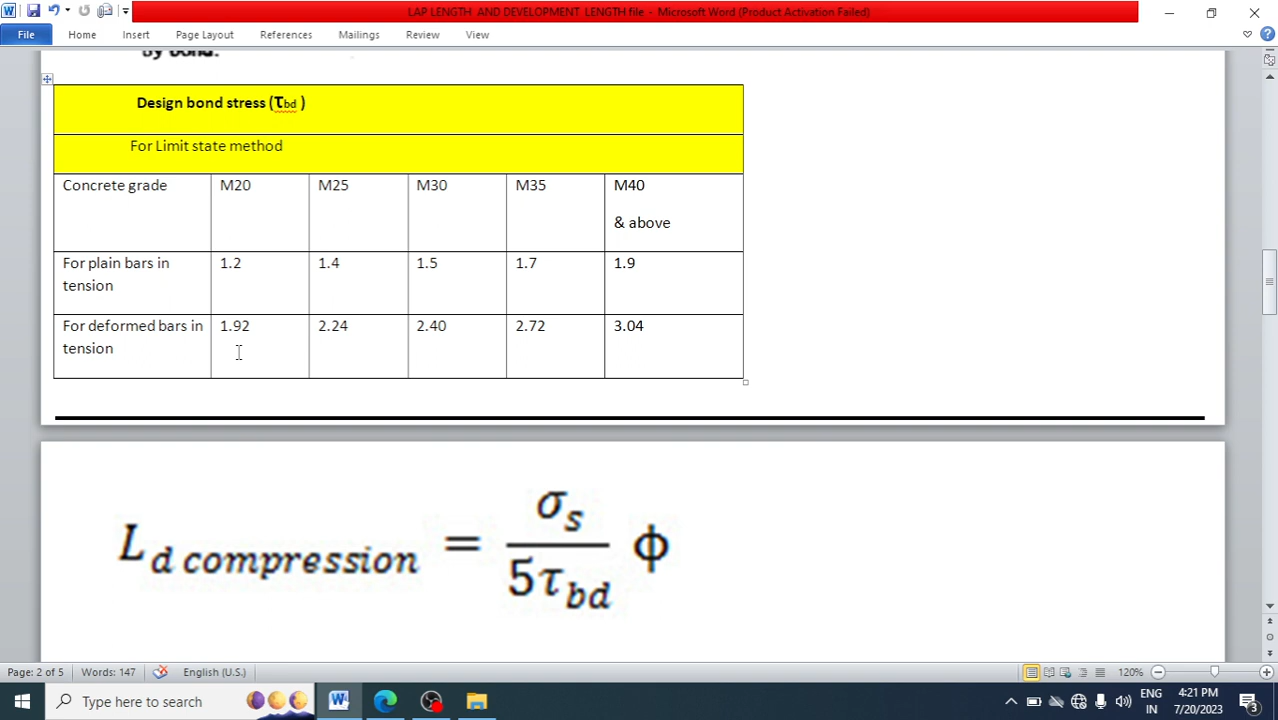 LAP LENGTH AND DEVELOPMENT LENGTH file - Microsoft Word (Product Activation Failed)
File Home Insert Page Layout References Mailings Review View
By bond.
Design bond stress (τbd )
For Limit state method
Concrete grade M20 M25 M30 M35 M40
& above
For plain bars in 1.2 1.4 1.5 1.7 1.9
tension
For deformed bars in 1.92 2.24 2.40 2.72 3.04
tension
L d compression = σs / 5τbd ϕ
Page: 2 of 5 Words: 147 English (U.S.) 120%
Type here to search
ENG 4:21 PM
IN 7/20/2023 3